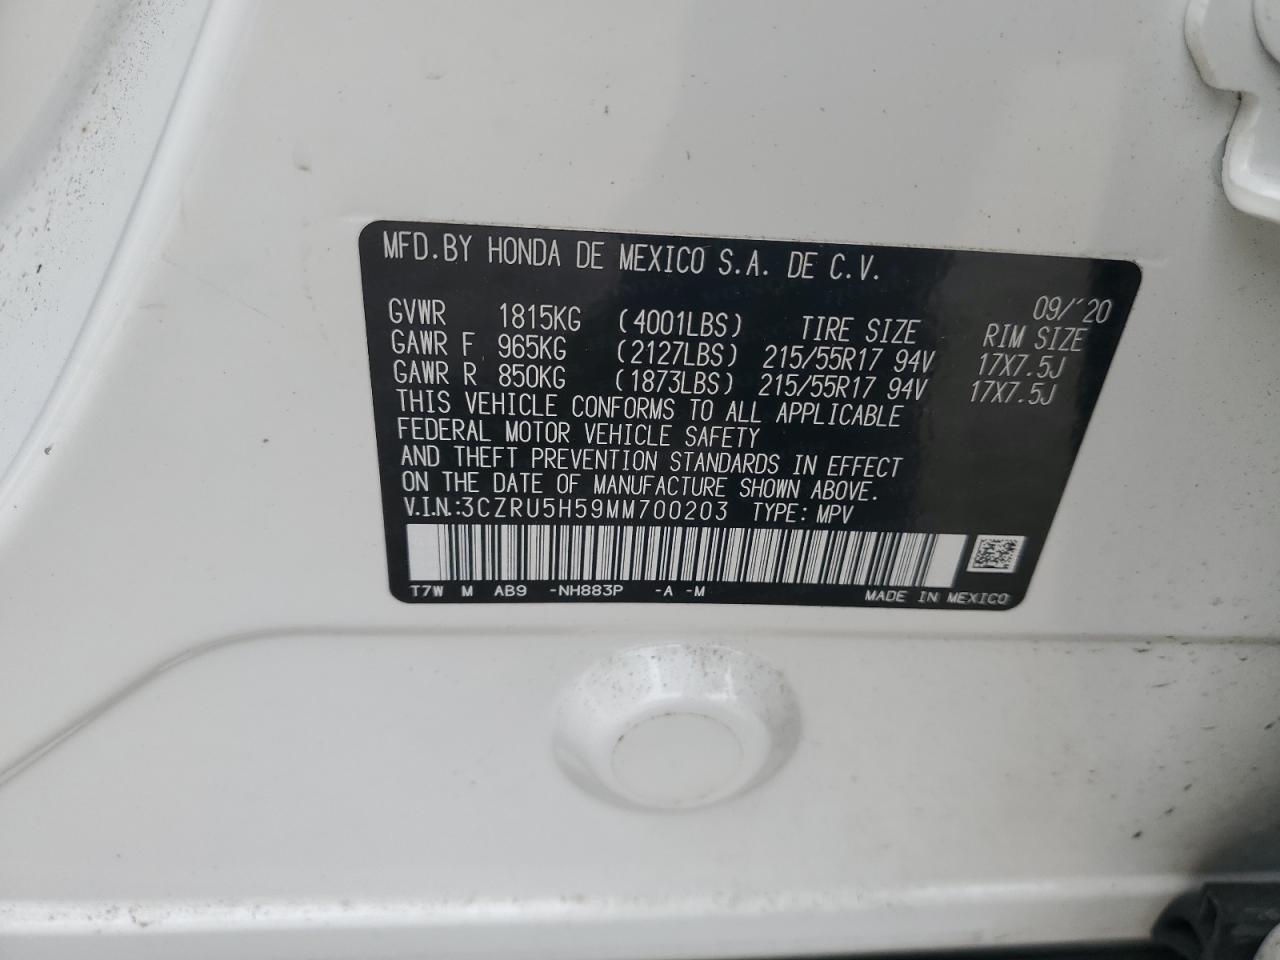 MFD.BY HONDA DE MEXICO S.A. DE C.V.
09/´20
GVWR 1815KG (4001LBS) TIRE SIZE RIM SIZE
GAWR F 965KG (2127LBS) 215/55R17 94V 17X7.5J
GAWR R 850KG (1873LBS) 215/55R17 94V 17X7.5J
THIS VEHICLE CONFORMS TO ALL APPLICABLE
FEDERAL MOTOR VEHICLE SAFETY
AND THEFT PREVENTION STANDARDS IN EFFECT
ON THE DATE OF MANUFACTURE SHOWN ABOVE.
V.I.N.:3CZRU5H59MM700203 TYPE: MPV
T7W M AB9 -NH883P -A -M MADE IN MEXICO